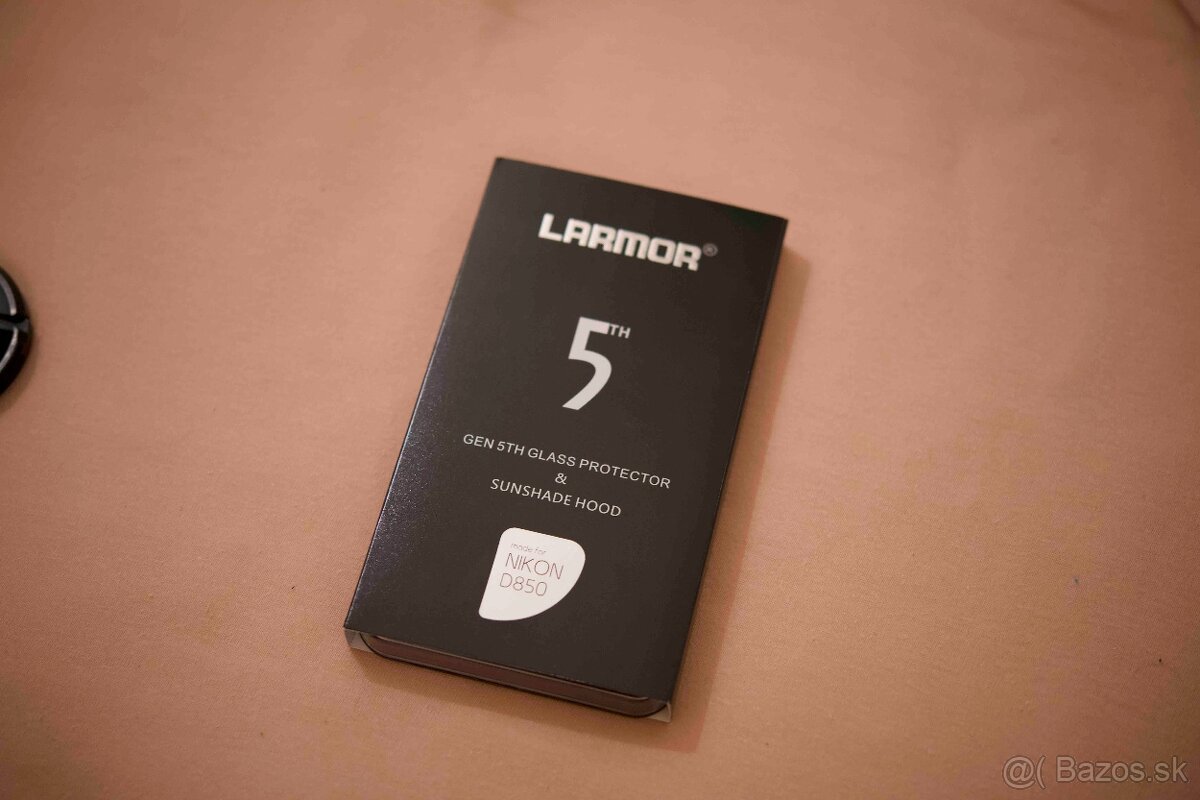 LARMOR®
5TH
GEN 5TH GLASS PROTECTOR
&
SUNSHADE HOOD
made for
NIKON
D850
@( Bazos.sk